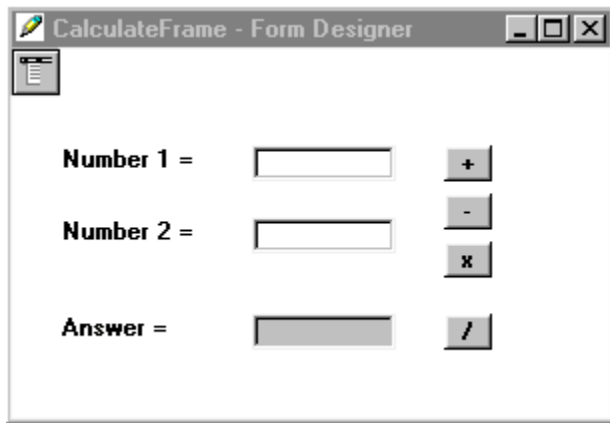 CalculateFrame - Form Designer
Number 1 =
+
-
Number 2 =
x
Answer =
/